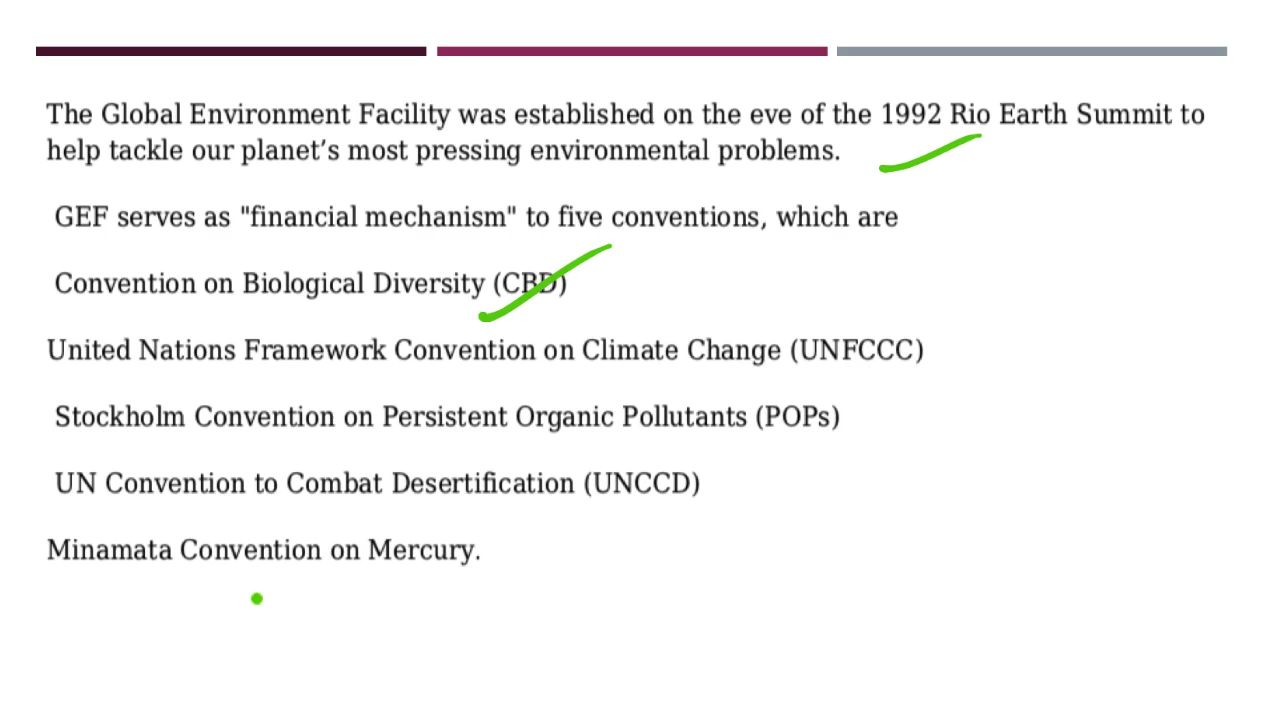 The Global Environment Facility was established on the eve of the 1992 Rio Earth Summit to
help tackle our planet’s most pressing environmental problems.
GEF serves as "financial mechanism" to five conventions, which are
Convention on Biological Diversity (CBD)
United Nations Framework Convention on Climate Change (UNFCCC)
Stockholm Convention on Persistent Organic Pollutants (POPs)
UN Convention to Combat Desertification (UNCCD)
Minamata Convention on Mercury.